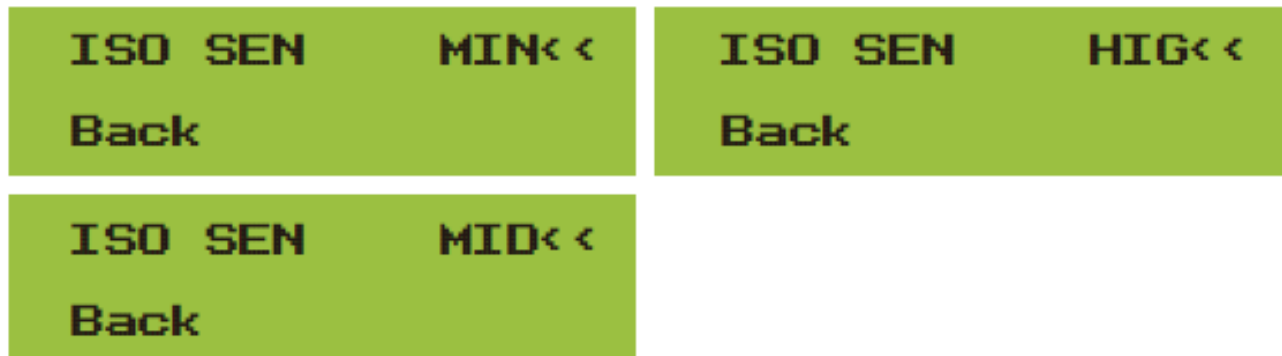 ISO SEN MIN<<
Back
ISO SEN HIG<<
Back
ISO SEN MID<<
Back